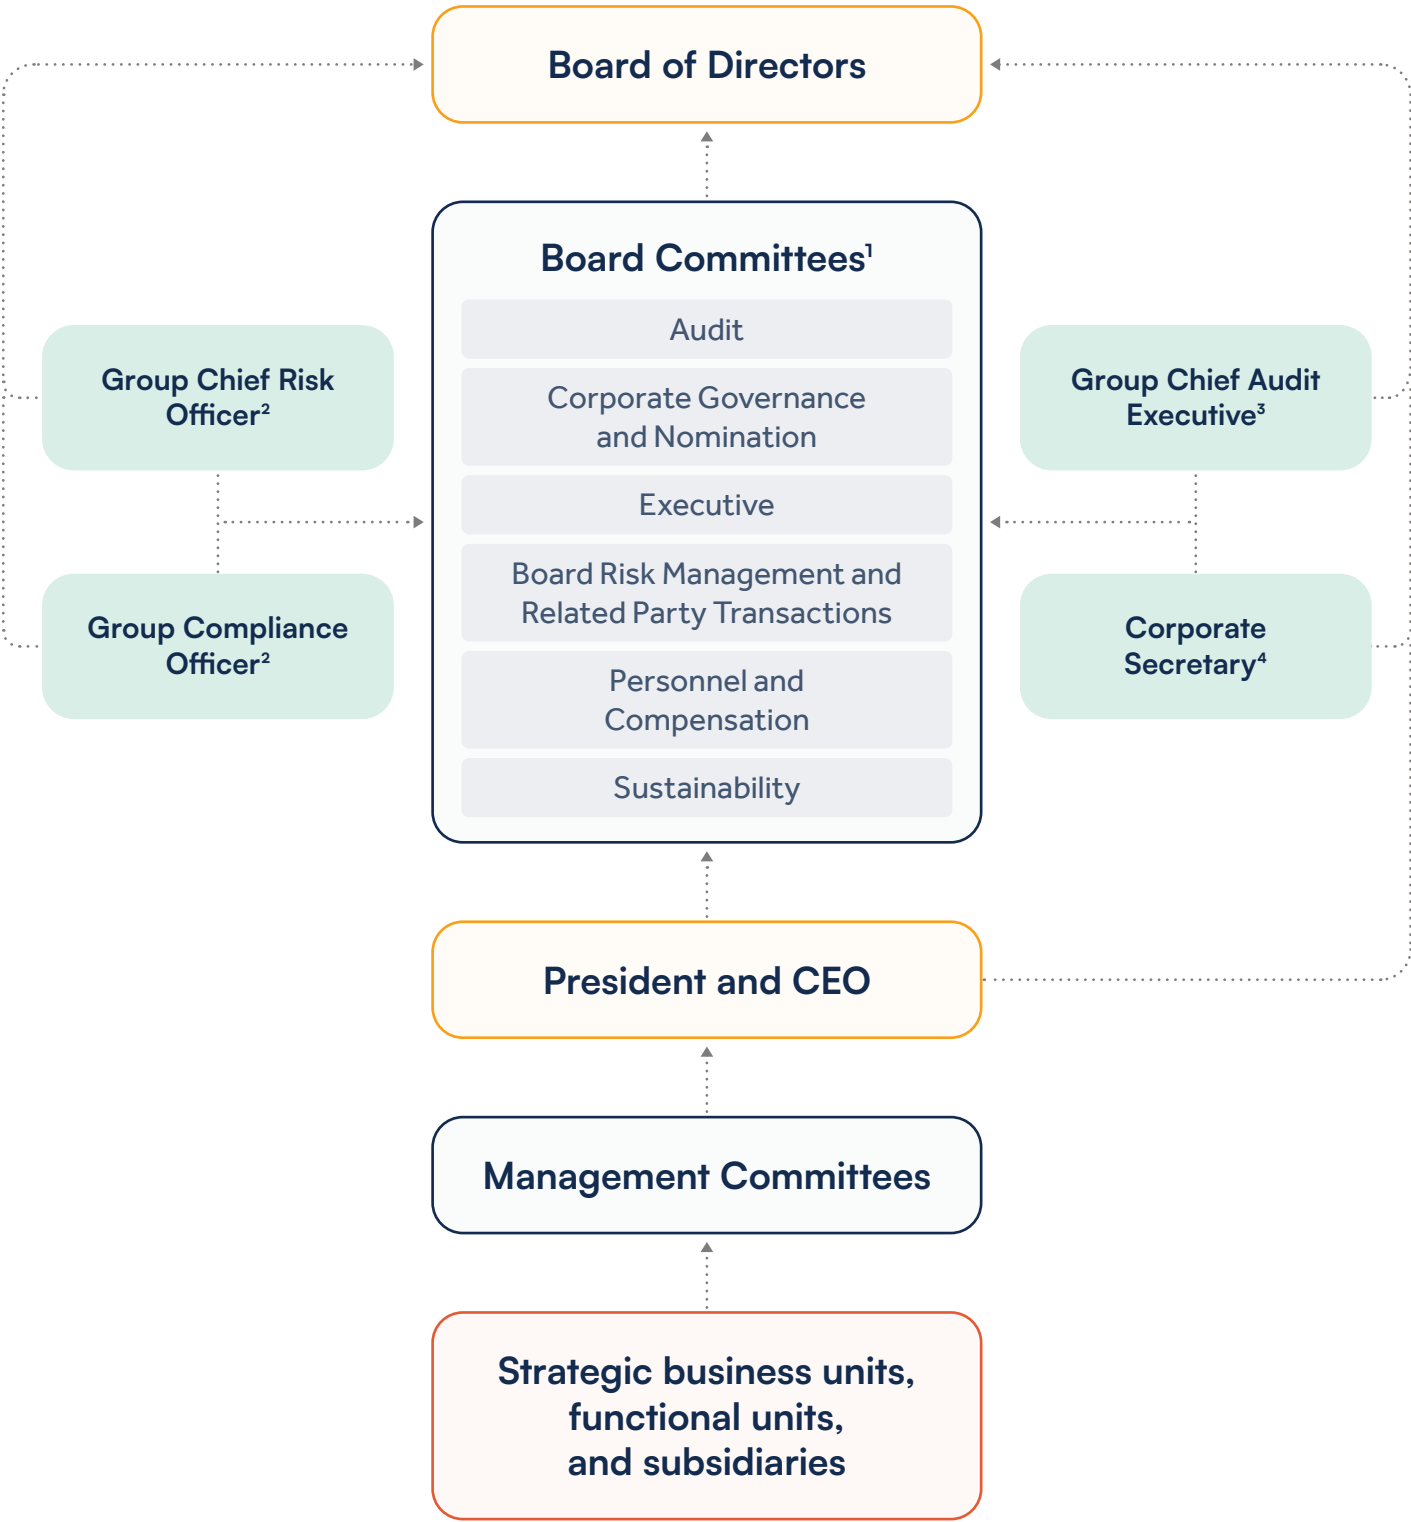 Board of Directors
Board Committees¹
Audit
Corporate Governance
and Nomination
Executive
Board Risk Management and
Related Party Transactions
Personnel and
Compensation
Sustainability
Group Chief Risk
Officer²
Group Compliance
Officer²
Group Chief Audit
Executive³
Corporate
Secretary⁴
President and CEO
Management Committees
Strategic business units,
functional units,
and subsidiaries